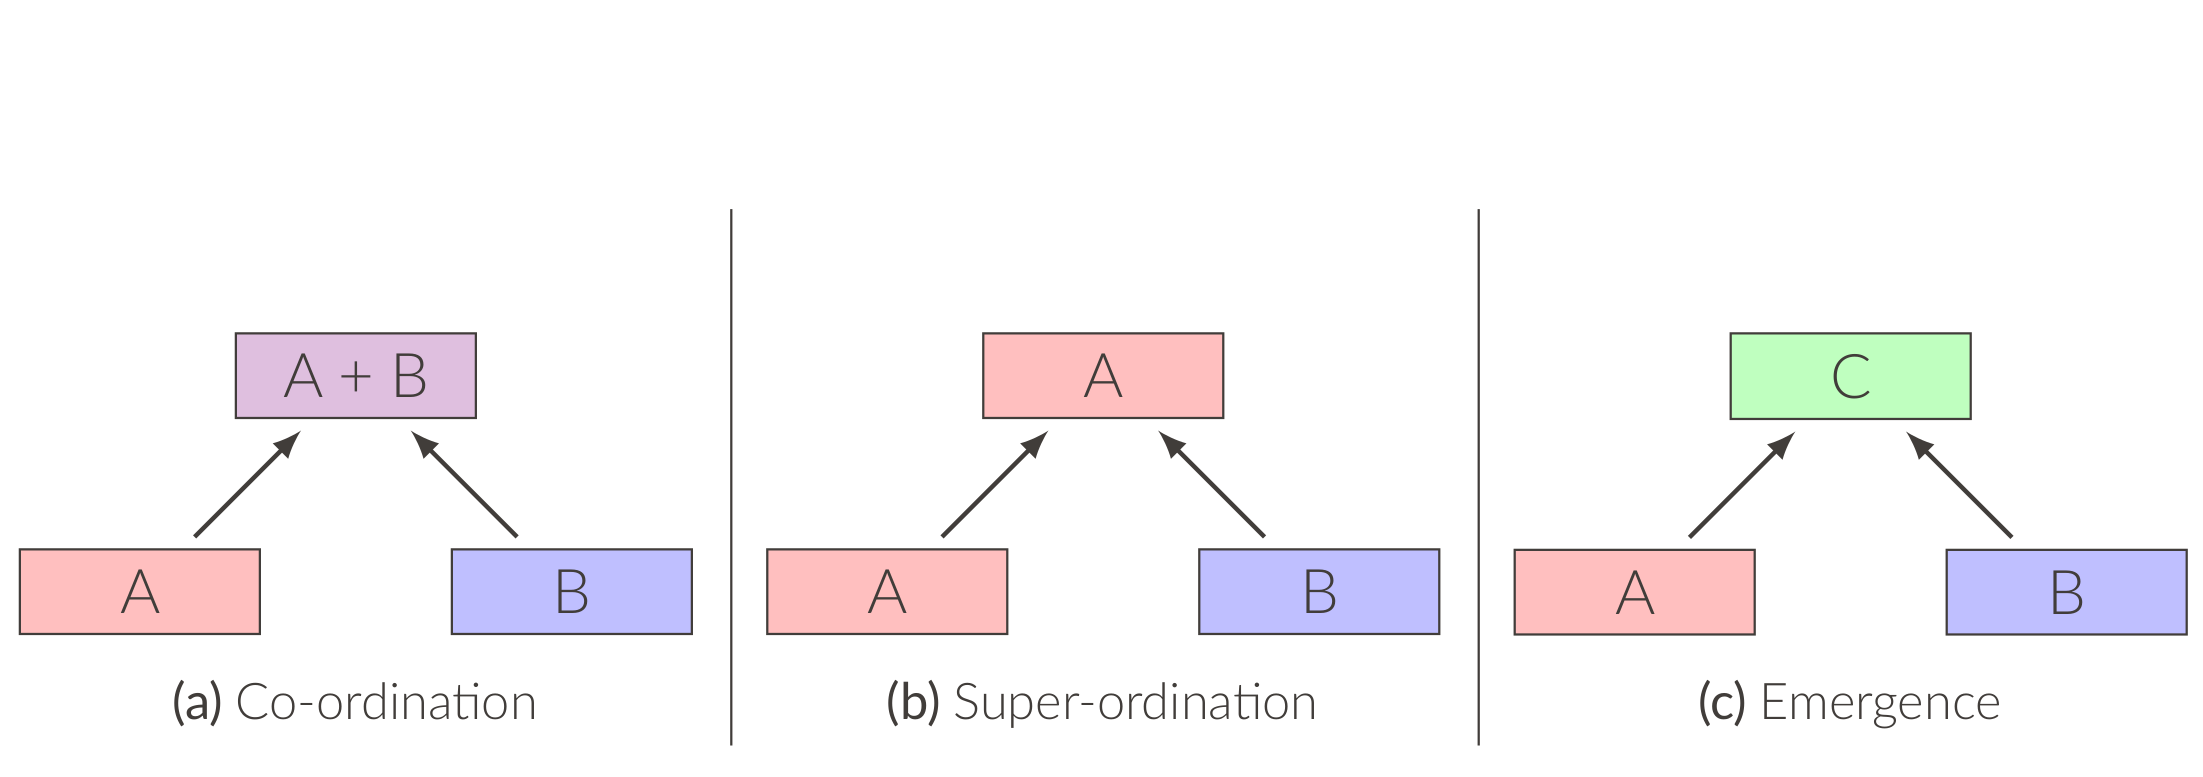 A + B
A
B
(a) Co-ordination
A
A
B
(b) Super-ordination
C
A
B
(c) Emergence